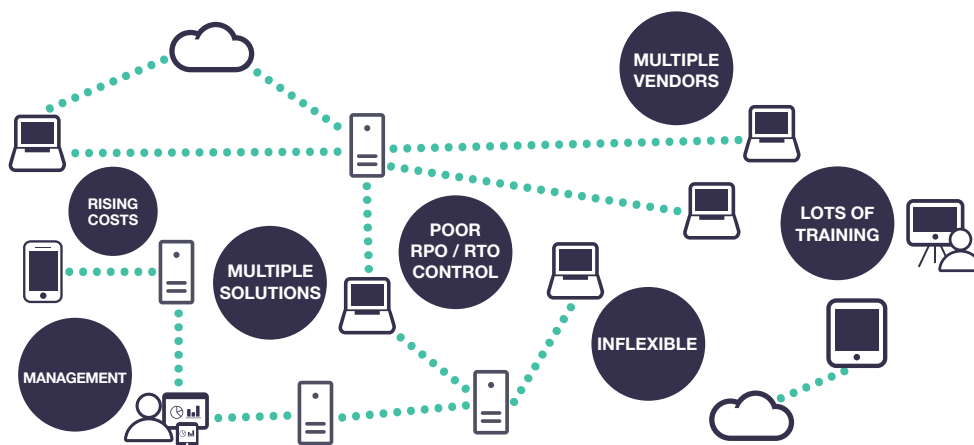 MULTIPLE
VENDORS
RISING
COSTS
LOTS OF
TRAINING
POOR
RPO / RTO
CONTROL
MULTIPLE
SOLUTIONS
INFLEXIBLE
MANAGEMENT